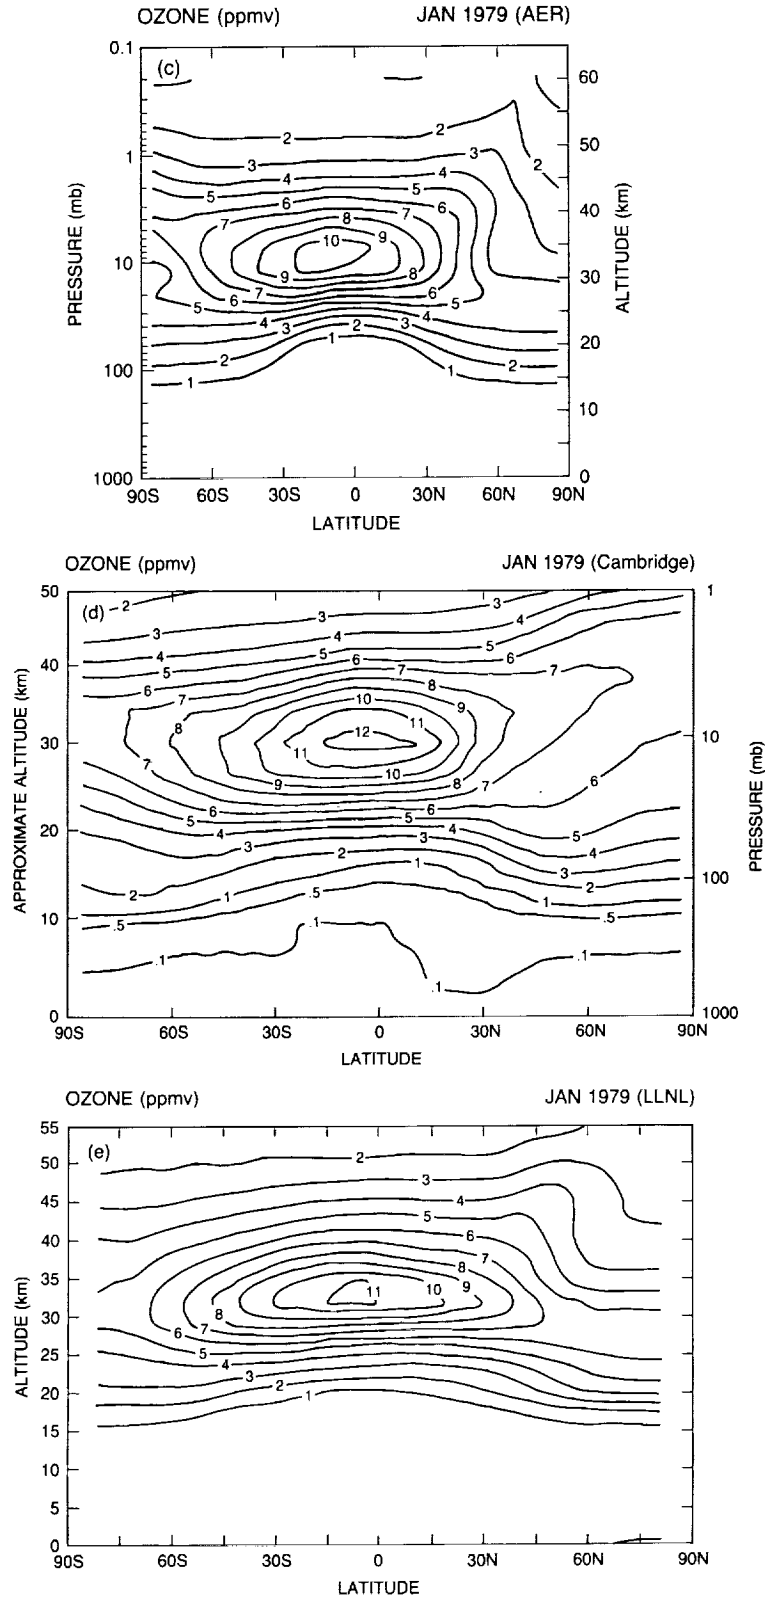 OZONE (ppmv) JAN 1979 (AER)
(c)
0.1
1
10
100
1000
PRESSURE (mb)
60
50
40
30
20
10
0
ALTITUDE (km)
2
3 3
4 4
5 5
6 6
7 8 7
10 9
9 8
7 6
6 5
5 4
4 3
3 2
2 1
2
1 1
2
90S 60S 30S 0 30N 60N 90N
LATITUDE
OZONE (ppmv) JAN 1979 (Cambridge)
(d)
50
40
30
20
10
0
APPROXIMATE ALTITUDE (km)
1
10
100
1000
PRESSURE (mb)
2 3 3
3 4 4
4 5 5
5 6 6
6 7 7
7 8
10 9
8 11
12
11
7 10
9 8 7 6
6 6
5 5 5
4 4
3 3 4
2 3
2 1 1 2
.5 1
.5 .5
.1
.1 .1
.1
90S 60S 30S 0 30N 60N 90N
LATITUDE
OZONE (ppmv) JAN 1979 (LLNL)
(e)
55
50
45
40
35
30
25
20
15
10
5
0
ALTITUDE (km)
2
3
4
5
6
7
8
11 10 9
8
6 7
5
4
3
2
1
90S 60S 30S 0 30N 60N 90N
LATITUDE